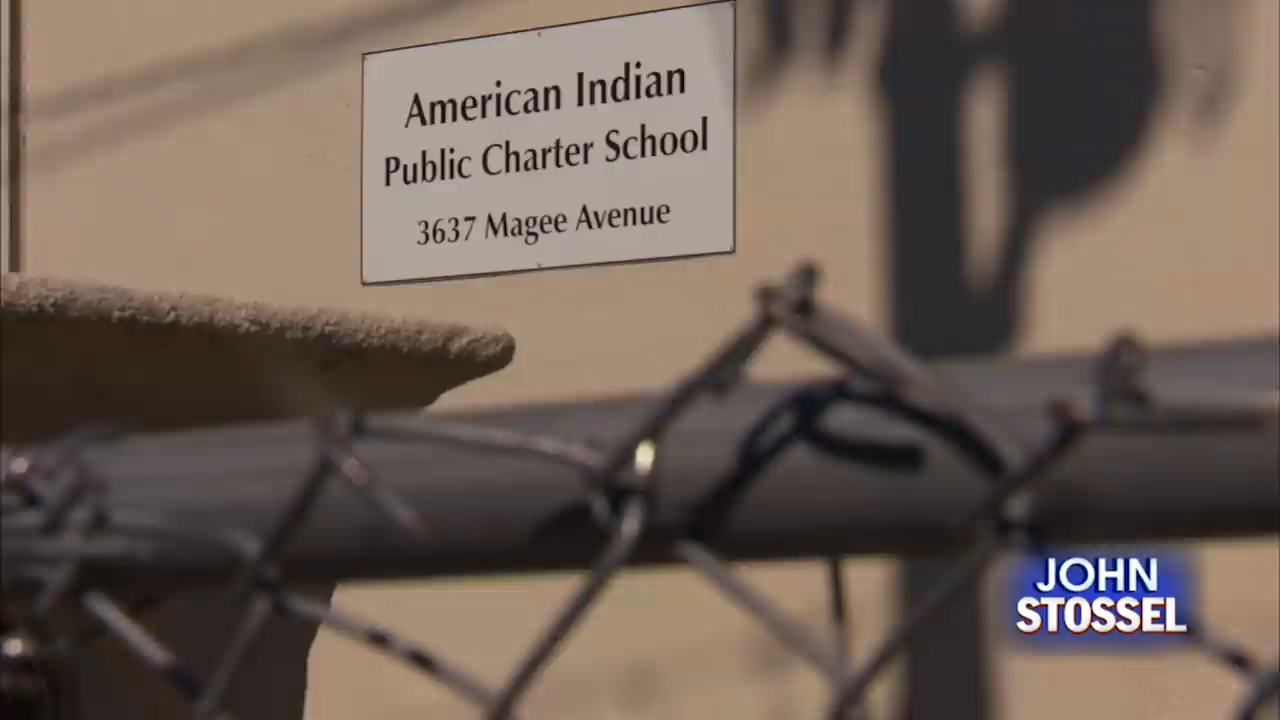 American Indian
Public Charter School
3637 Magee Avenue
JOHN
STOSSEL